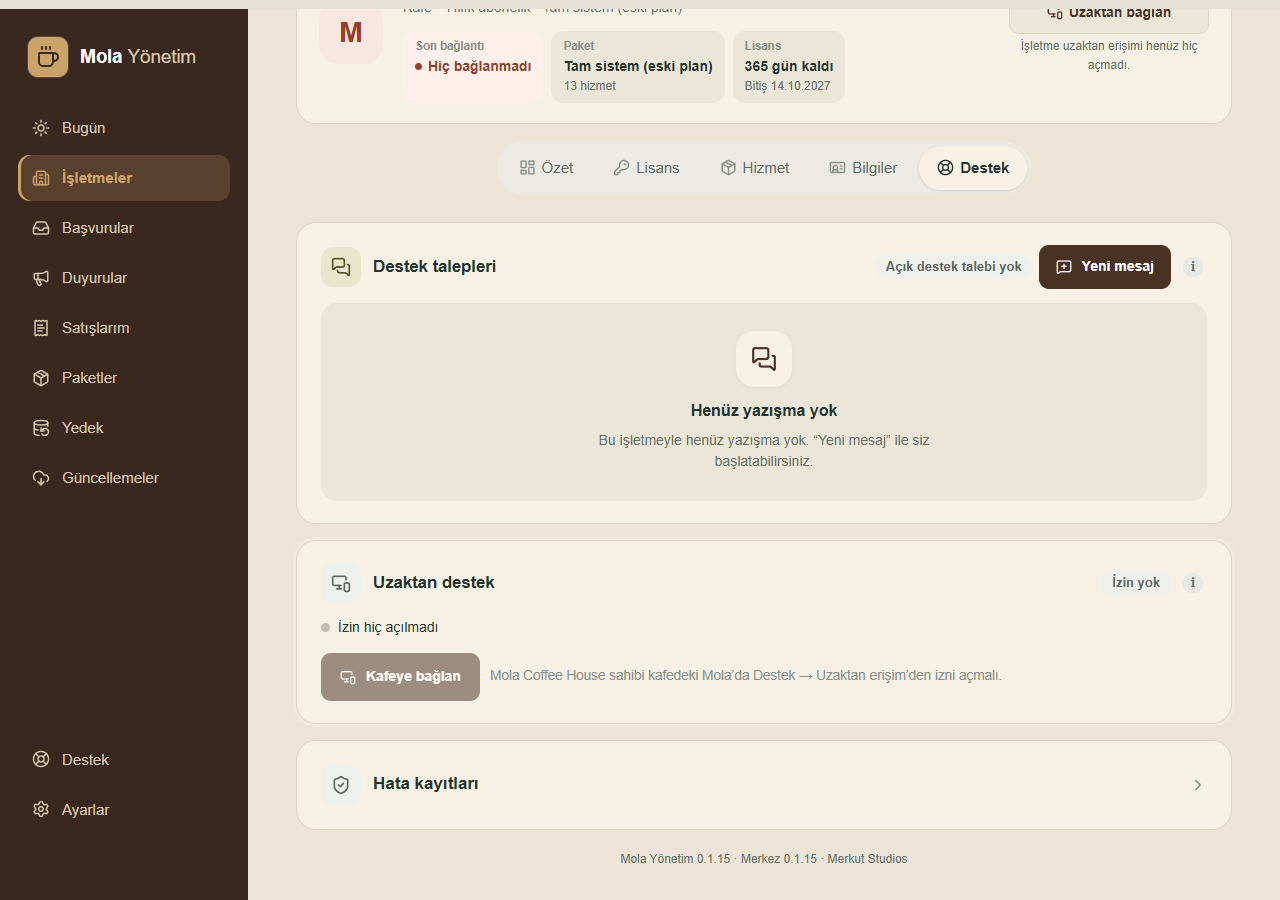 Mola Yönetim
Bugün
İşletmeler
Başvurular
Duyurular
Satışlarım
Paketler
Yedek
Güncellemeler
Destek
Ayarlar
M
Son bağlantı
Hiç bağlanmadı
Paket
Tam sistem (eski plan)
13 hizmet
Lisans
365 gün kaldı
Bitiş 14.10.2027
Uzaktan bağlan
İşletme uzaktan erişimi henüz hiç
açmadı.
Özet
Lisans
Hizmet
Bilgiler
Destek
Destek talepleri
Açık destek talebi yok
Yeni mesaj
i
Henüz yazışma yok
Bu işletmeyle henüz yazışma yok. “Yeni mesaj” ile siz
başlatabilirsiniz.
Uzaktan destek
İzin yok
i
İzin hiç açılmadı
Kafeye bağlan
Mola Coffee House sahibi kafedeki Mola’da Destek → Uzaktan erişim’den izni açmalı.
Hata kayıtları
Mola Yönetim 0.1.15 · Merkez 0.1.15 · Merkut Studios